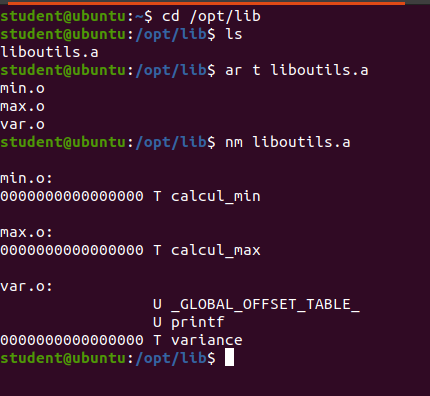 student@ubuntu:~$ cd /opt/lib
student@ubuntu:/opt/lib$ ls
liboutils.a
student@ubuntu:/opt/lib$ ar t liboutils.a
min.o
max.o
var.o
student@ubuntu:/opt/lib$ nm liboutils.a
min.o:
0000000000000000 T calcul_min
max.o:
0000000000000000 T calcul_max
var.o:
U _GLOBAL_OFFSET_TABLE_
U printf
0000000000000000 T variance
student@ubuntu:/opt/lib$